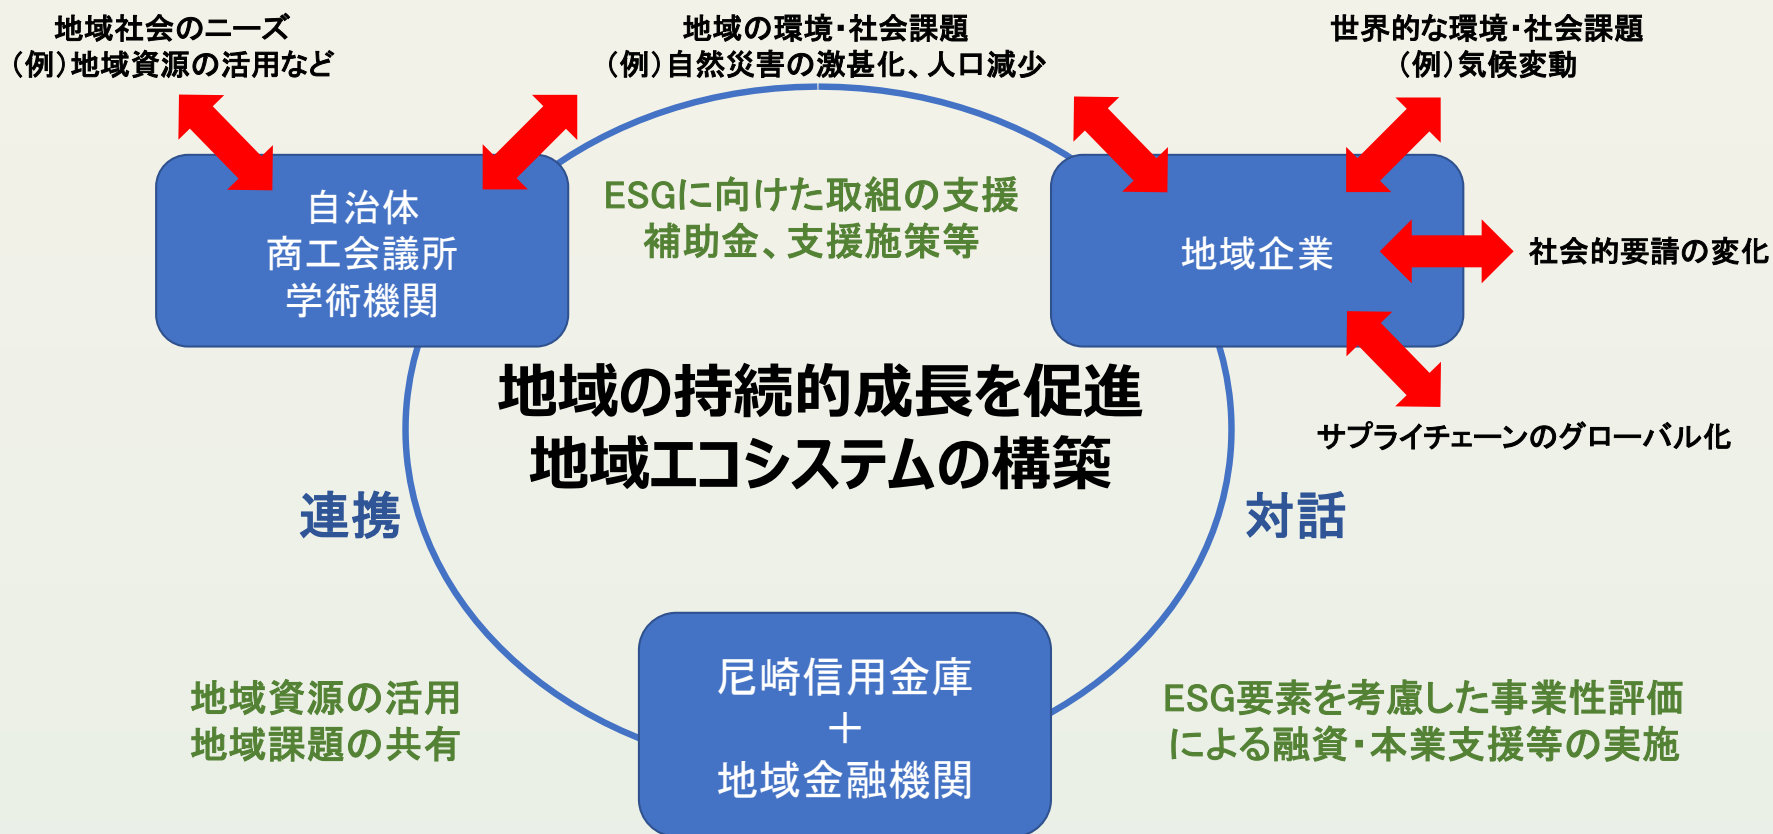 地域社会のニーズ
（例）地域資源の活用など
地域の環境・社会課題
（例）自然災害の激甚化、人口減少
世界的な環境・社会課題
（例）気候変動
自治体
商工会議所
学術機関
ESGに向けた取組の支援
補助金、支援施策等
地域企業
社会的要請の変化
地域の持続的成長を促進
地域エコシステムの構築
サプライチェーンのグローバル化
連携
対話
地域資源の活用
地域課題の共有
尼崎信用金庫
＋
地域金融機関
ESG要素を考慮した事業性評価
による融資・本業支援等の実施